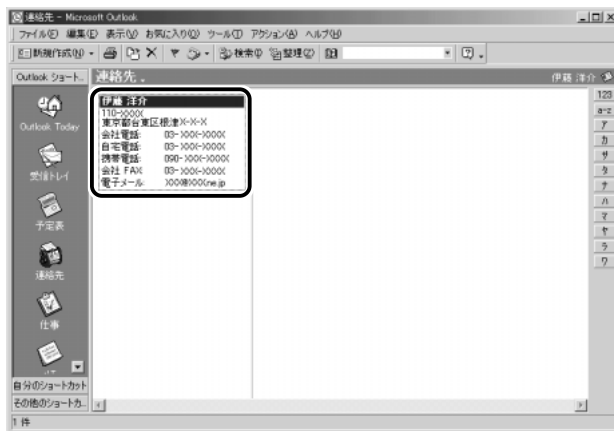 連絡先 - Microsoft Outlook
ファイル(F) 編集(E) 表示(V) お気に入り(O) ツール(T) アクション(A) ヘルプ(H)
新規作成(N) 検索(I) 整理(Z)
Outlook ショート... 連絡先 . 伊藤 洋介
Outlook Today
受信トレイ
予定表
連絡先
仕事
自分のショートカット
その他のショートカ...
伊藤 洋介
110-XXXX
東京都台東区根津X-X-X
会社電話: 03-XXX-XXXX
自宅電話: 03-XXX-XXXX
携帯電話: 090-XXX-XXXX
会社 FAX: 03-XXX-XXXX
電子メール: XXX@XXX.ne.jp
123
a-z
ア
カ
サ
タ
ナ
ハ
マ
ヤ
ラ
ワ
1 件